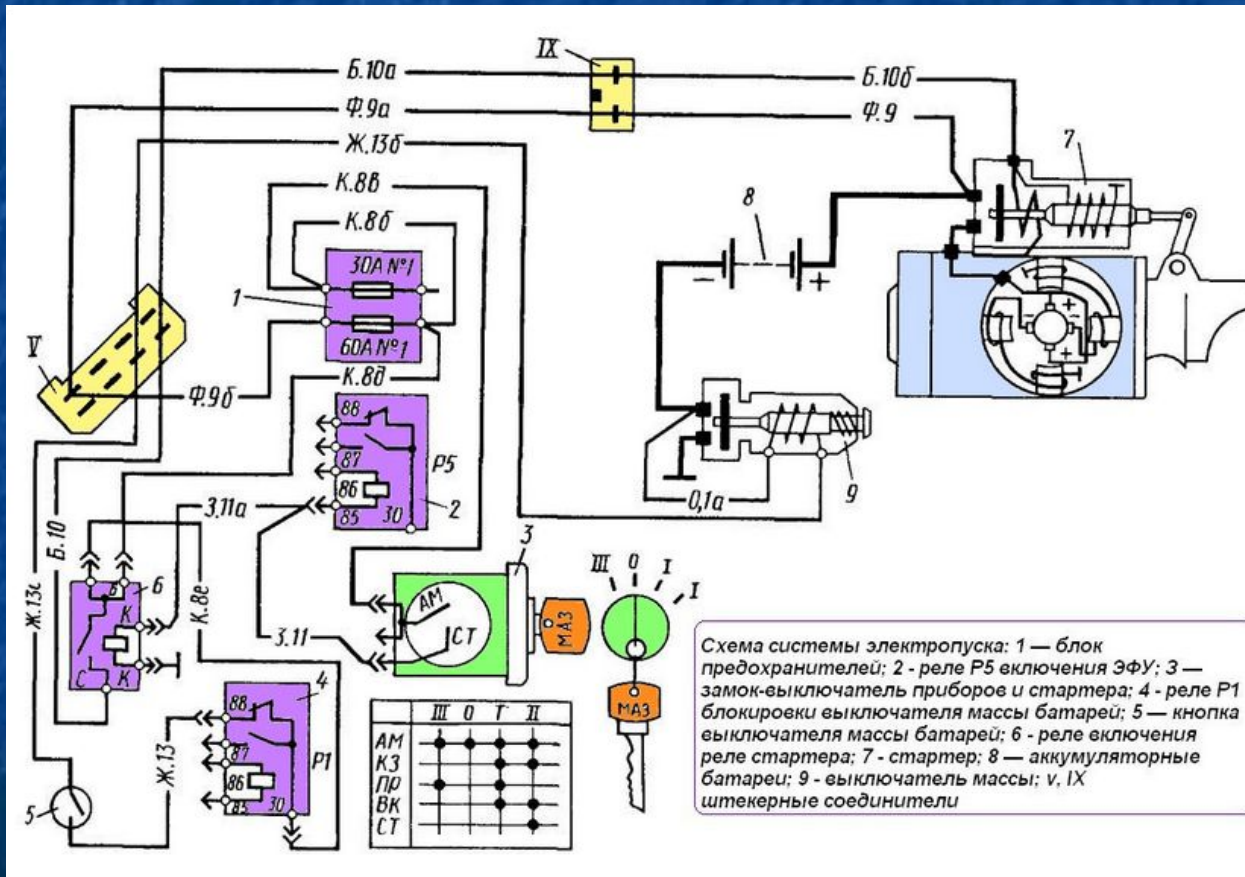 IX
Б.10а
Б.10б
Ф.9а
Ф.9
Ж.13б
7
К.8в
8
К.8б
30А №1
1
− +
V
60А №1
К.8д
Ф.9б
88
87
Р5
86
85
30
2
9
0,1а
З.11а
3
Б.10
III 0 I I
Б
6
К
АМ
МАЗ
Ж.13с
К.8е
З.11
СТ
С К
4
МАЗ
88
87
Р1
86
85
30
Ж.13
5
III 0 I II
АМ
КЗ
ПР
ВК
СТ
Схема системы электропуска: 1 — блок
предохранителей; 2 - реле Р5 включения ЭФУ; 3 —
замок-выключатель приборов и стартера; 4 - реле Р1
блокировки выключателя массы батарей; 5 — кнопка
выключателя массы батарей; 6 - реле включения
реле стартера; 7 - стартер; 8 — аккумуляторные
батареи; 9 - выключатель массы; v, IX
штекерные соединители